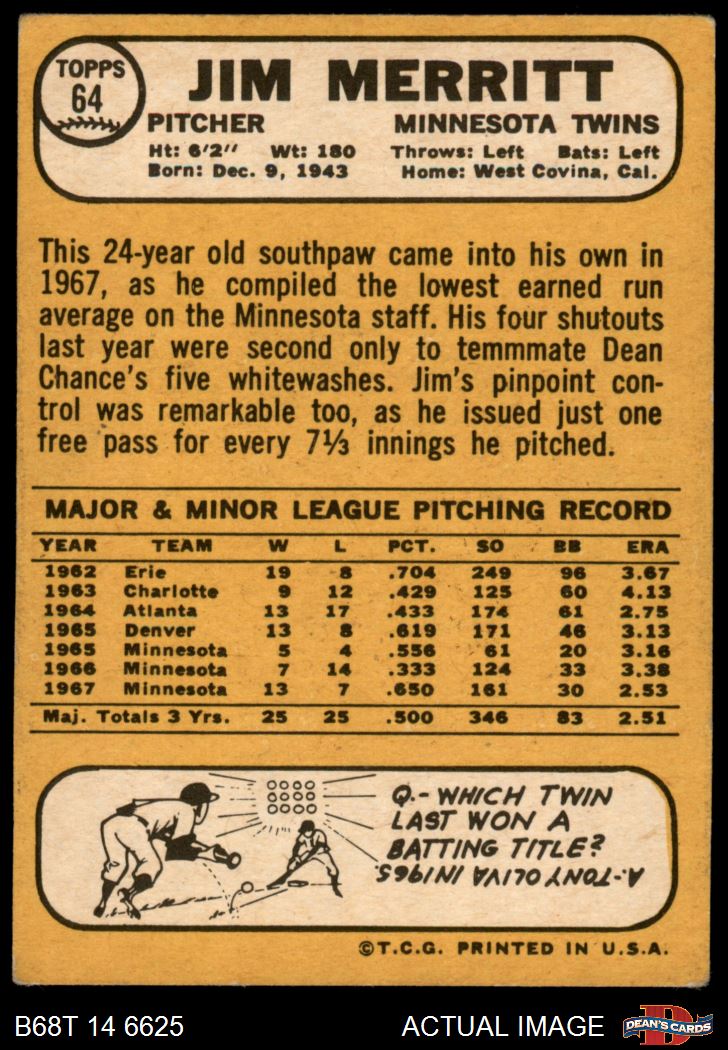 TOPPS
64
JIM MERRITT
PITCHER MINNESOTA TWINS
Ht: 6'2" Wt: 180 Throws: Left Bats: Left
Born: Dec. 9, 1943 Home: West Covina, Cal.
This 24-year old southpaw came into his own in
1967, as he compiled the lowest earned run
average on the Minnesota staff. His four shutouts
last year were second only to temmmate Dean
Chance's five whitewashes. Jim's pinpoint con-
trol was remarkable too, as he issued just one
free pass for every 7⅓ innings he pitched.
MAJOR & MINOR LEAGUE PITCHING RECORD
YEAR TEAM W L PCT. SO BB ERA
1962 Erie 19 8 .704 249 96 3.67
1963 Charlotte 9 12 .429 125 60 4.13
1964 Atlanta 13 17 .433 174 61 2.75
1965 Denver 13 8 .619 171 46 3.13
1965 Minnesota 5 4 .556 61 20 3.16
1966 Minnesota 7 14 .333 124 33 3.38
1967 Minnesota 13 7 .650 161 30 2.53
Maj. Totals 3 Yrs. 25 25 .500 346 83 2.51
Q.- WHICH TWIN
LAST WON A
BATTING TITLE?
A-TONY OLIVA IN 1965.
©T.C.G. PRINTED IN U.S.A.
B68T 14 6625 ACTUAL IMAGE DEAN'S CARDS